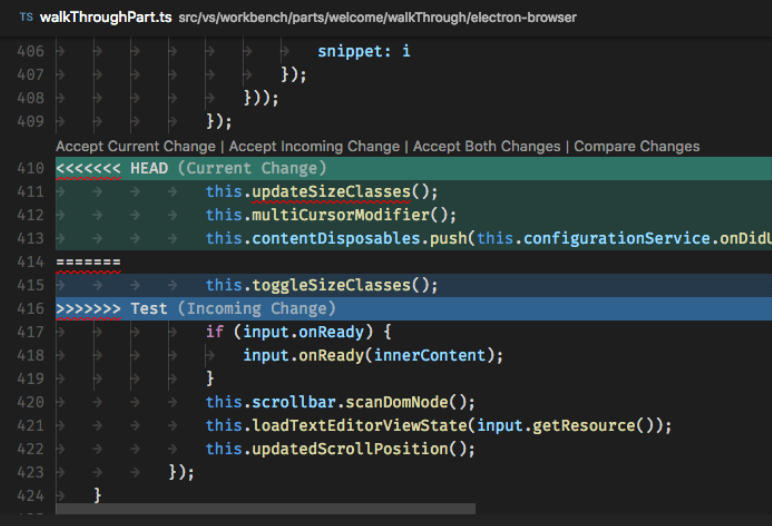 TS walkThroughPart.ts src/vs/workbench/parts/welcome/walkThrough/electron-browser
406 snippet: i
407 });
408 }));
409 });
Accept Current Change | Accept Incoming Change | Accept Both Changes | Compare Changes
410 <<<<<<< HEAD (Current Change)
411 this.updateSizeClasses();
412 this.multiCursorModifier();
413 this.contentDisposables.push(this.configurationService.onDidU
414 =======
415 this.toggleSizeClasses();
416 >>>>>>> Test (Incoming Change)
417 if (input.onReady) {
418 input.onReady(innerContent);
419 }
420 this.scrollbar.scanDomNode();
421 this.loadTextEditorViewState(input.getResource());
422 this.updatedScrollPosition();
423 });
424 }